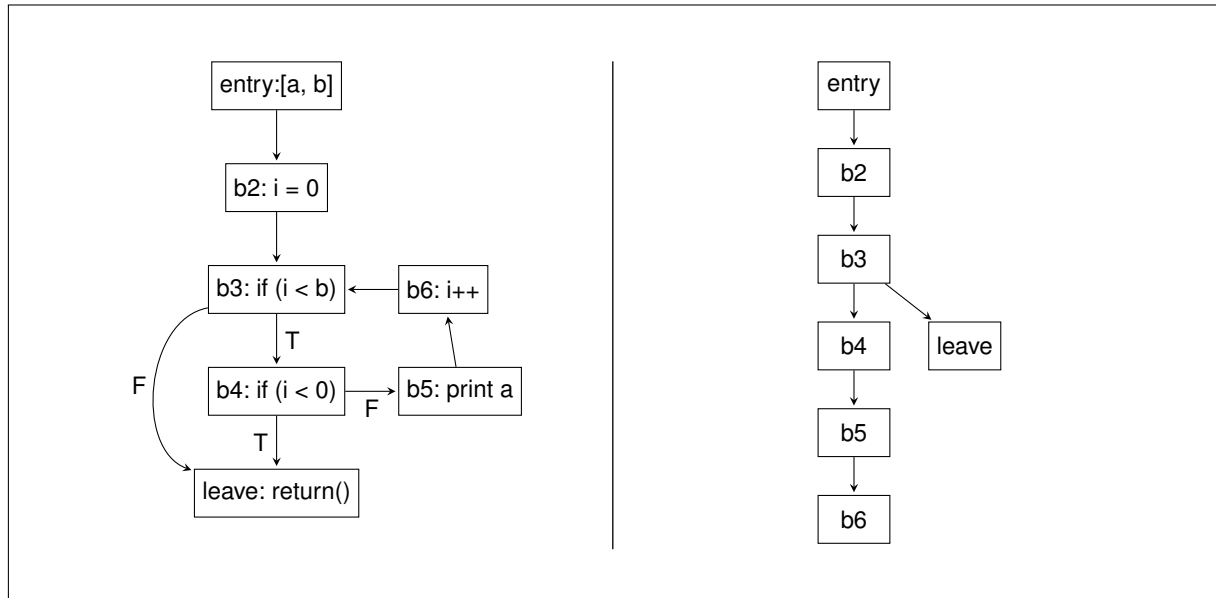 entry:[a, b]
b2: i = 0
b3: if (i < b)
b6: i++
T
F
b4: if (i < 0)
F
b5: print a
T
leave: return()
entry
b2
b3
b4
leave
b5
b6